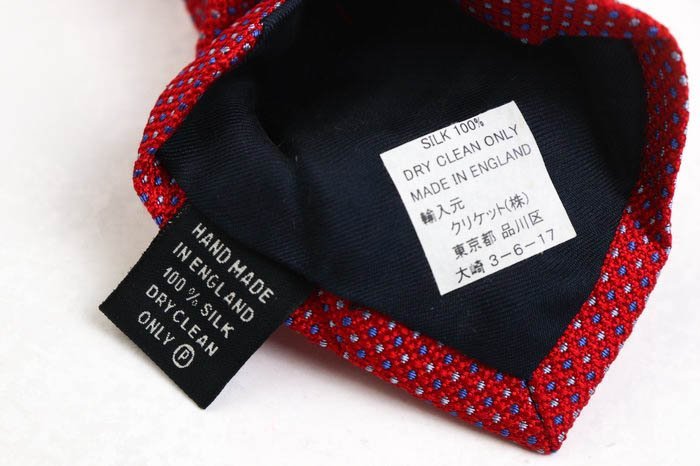 SILK 100%
DRY CLEAN ONLY
MADE IN ENGLAND
輸入元
クリケット(株)
東京都 品川区
大崎 3-6-17
HAND MADE
IN ENGLAND
100% SILK
DRY CLEAN
ONLY Ⓟ